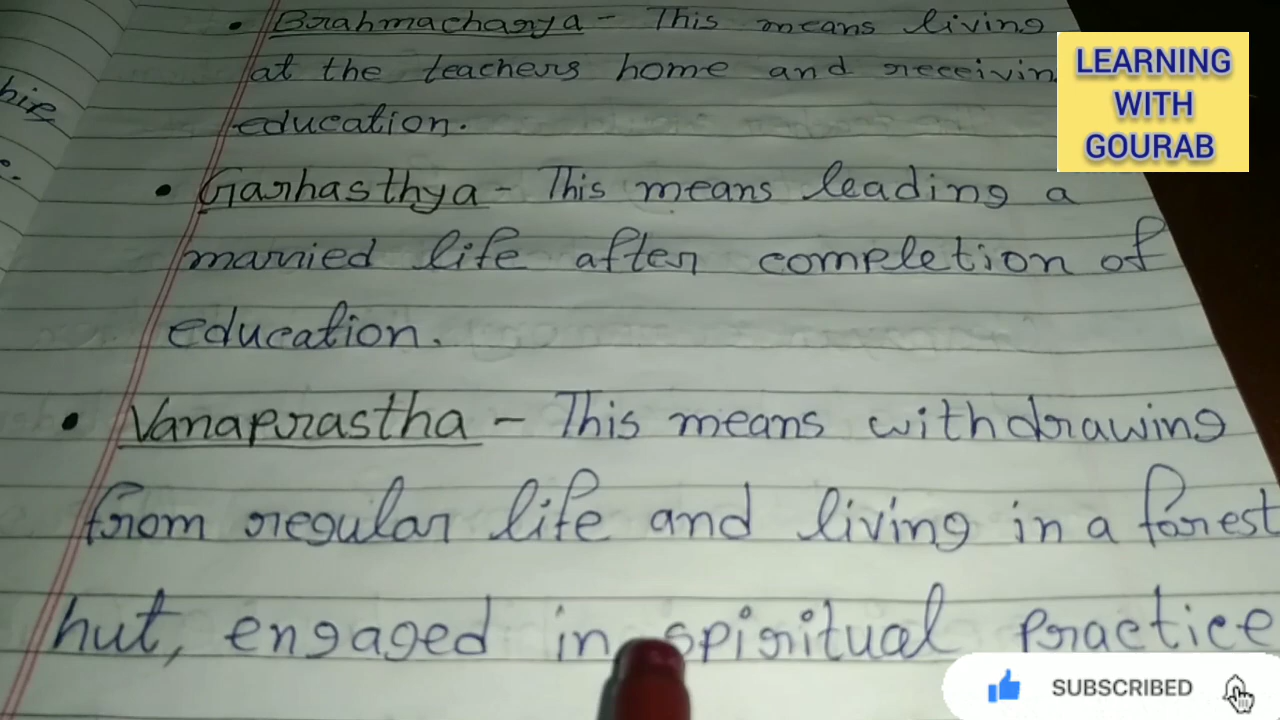 • Brahmacharya - This means living
at the teachers home and receivin
education.
• Garhasthya - This means leading a
married life after completion of
education.
• Vanaprastha - This means withdrawing
from regular life and living in a forest
hut, engaged in spiritual practice
LEARNING
WITH
GOURAB
SUBSCRIBED